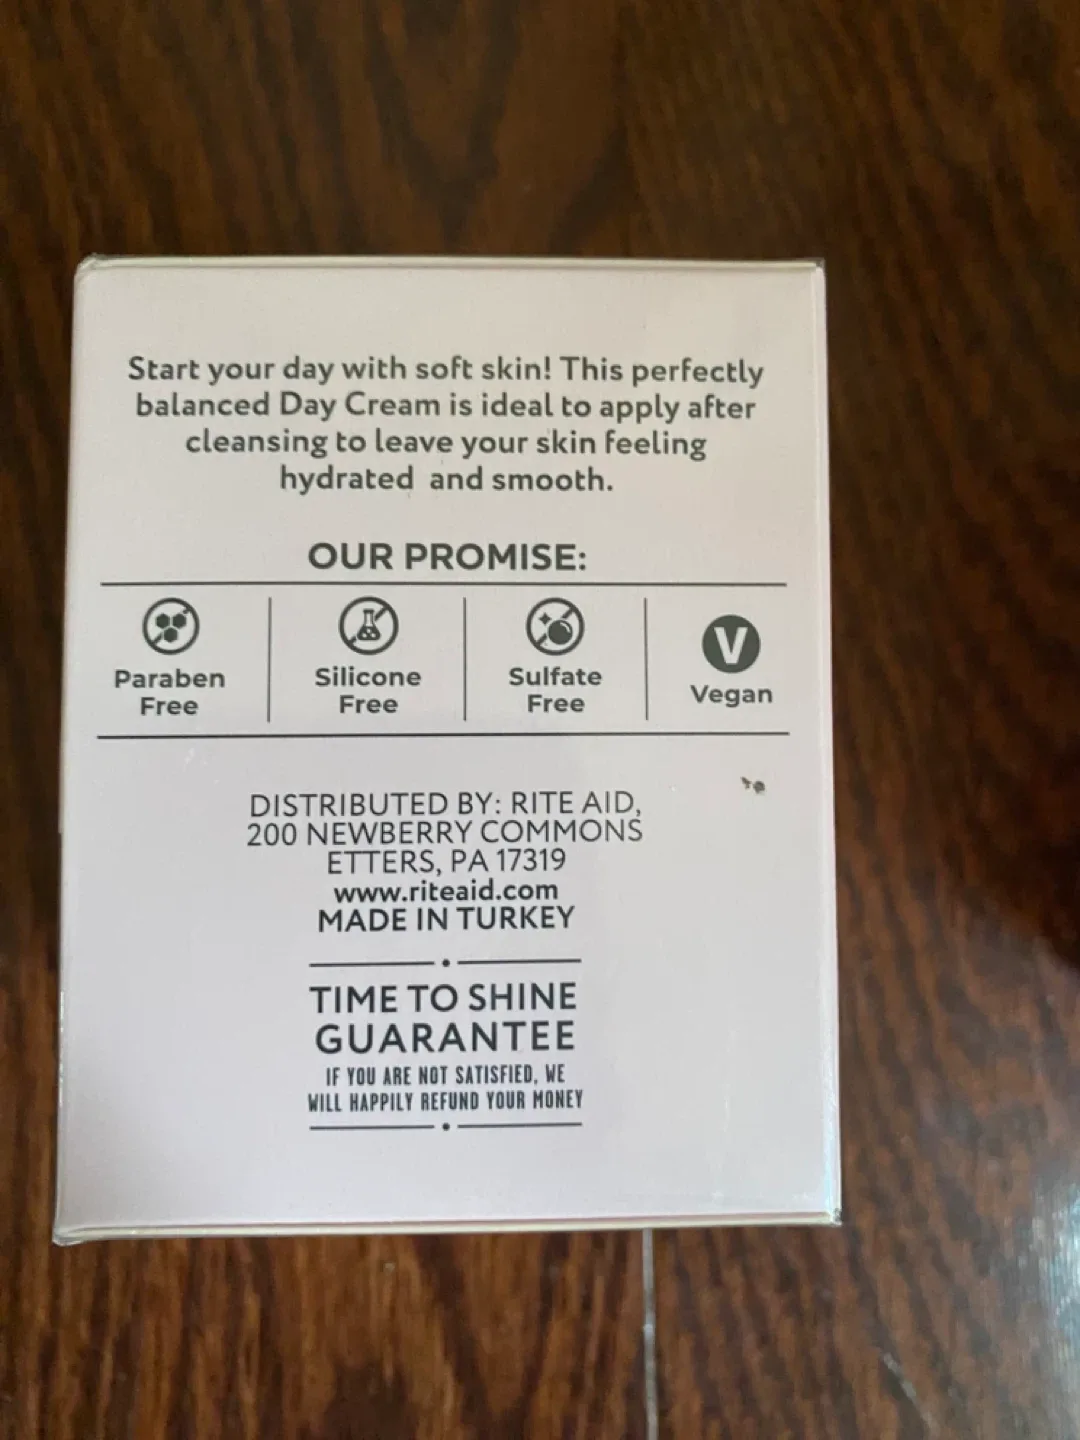 Start your day with soft skin! This perfectly
balanced Day Cream is ideal to apply after
cleansing to leave your skin feeling
hydrated and smooth.
OUR PROMISE:
Paraben
Free
Silicone
Free
Sulfate
Free
V
Vegan
DISTRIBUTED BY: RITE AID,
200 NEWBERRY COMMONS
ETTERS, PA 17319
www.riteaid.com
MADE IN TURKEY
TIME TO SHINE
GUARANTEE
IF YOU ARE NOT SATISFIED, WE
WILL HAPPILY REFUND YOUR MONEY